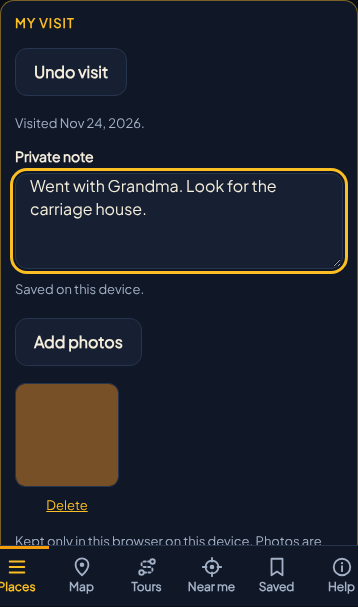 MY VISIT
Undo visit
Visited Nov 24, 2026.
Private note
Went with Grandma. Look for the
carriage house.
Saved on this device.
Add photos
Delete
Kept only in this browser on this device. Photos are
Places Map Tours Near me Saved Help